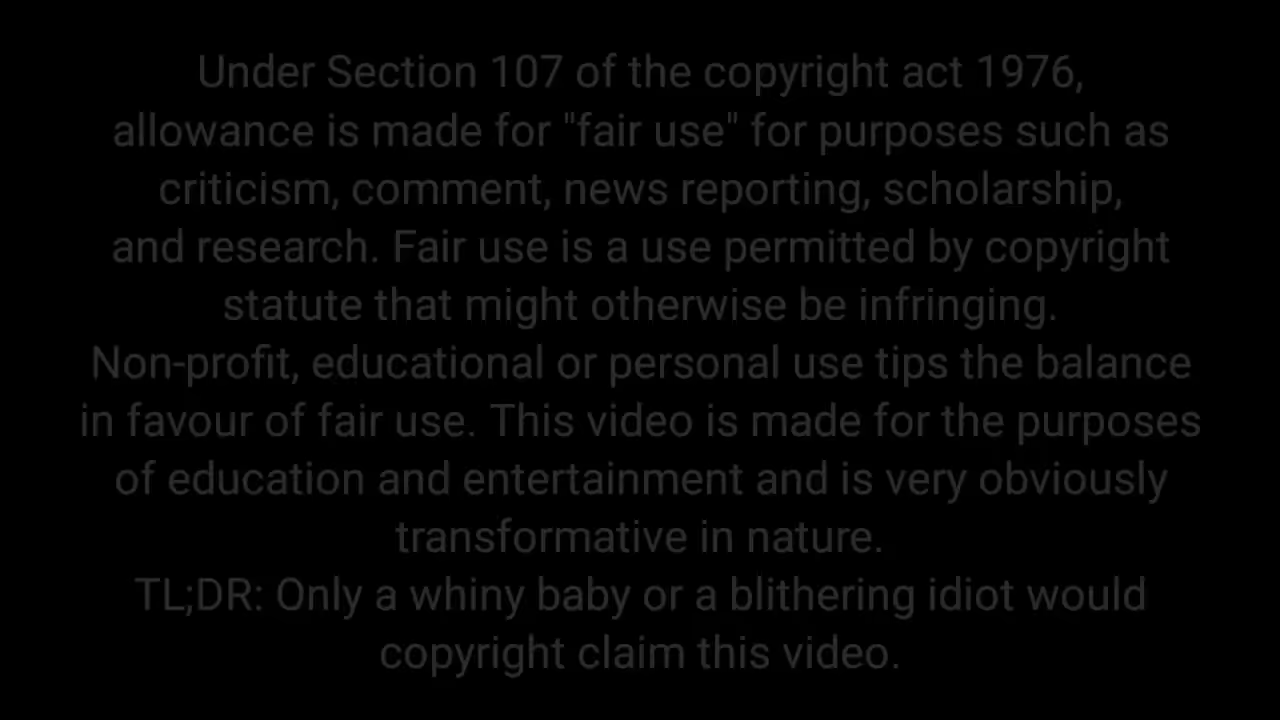 Under Section 107 of the copyright act 1976,
allowance is made for "fair use" for purposes such as
criticism, comment, news reporting, scholarship,
and research. Fair use is a use permitted by copyright
statute that might otherwise be infringing.
Non-profit, educational or personal use tips the balance
in favour of fair use. This video is made for the purposes
of education and entertainment and is very obviously
transformative in nature.
TL;DR: Only a whiny baby or a blithering idiot would
copyright claim this video.